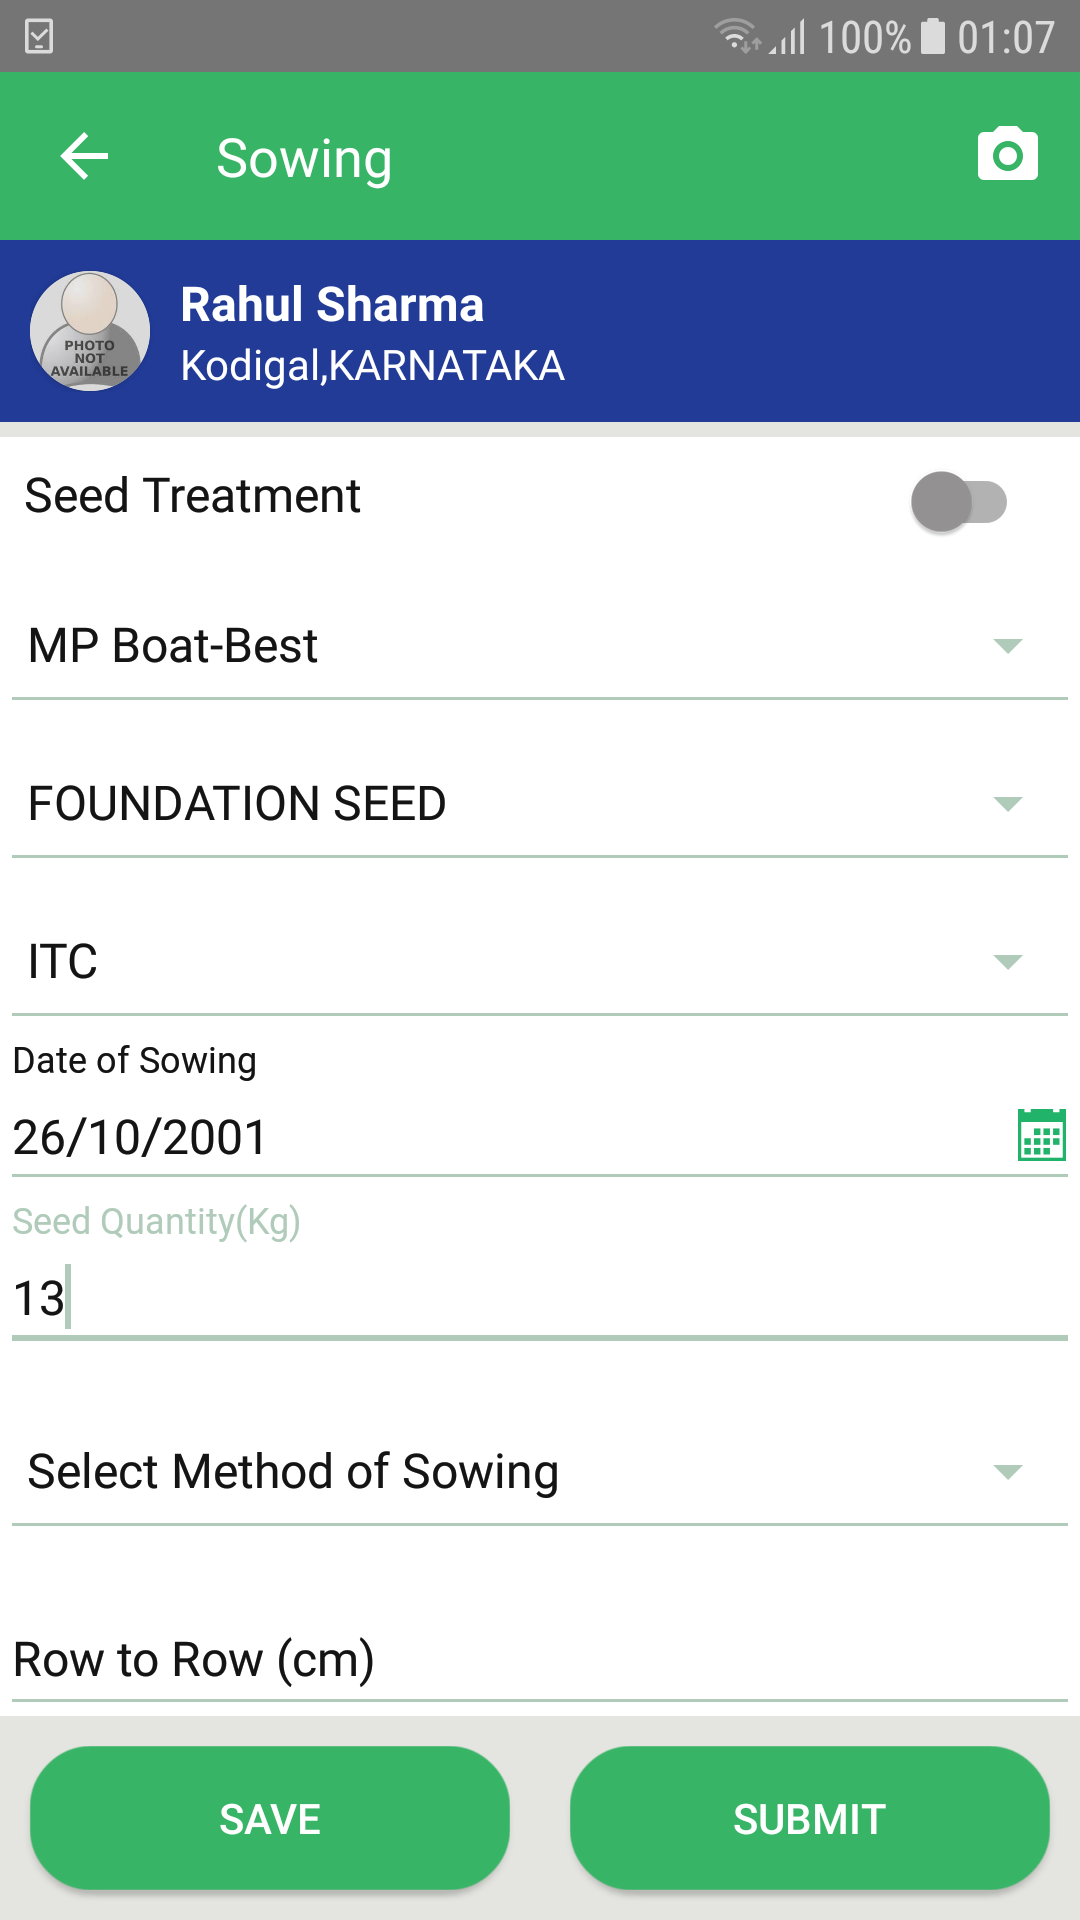 100% 01:07
Sowing
Rahul Sharma
PHOTO
NOT
AVAILABLE
Kodigal,KARNATAKA
Seed Treatment
MP Boat-Best
FOUNDATION SEED
ITC
Date of Sowing
26/10/2001
Seed Quantity(Kg)
13
Select Method of Sowing
Row to Row (cm)
SAVE SUBMIT